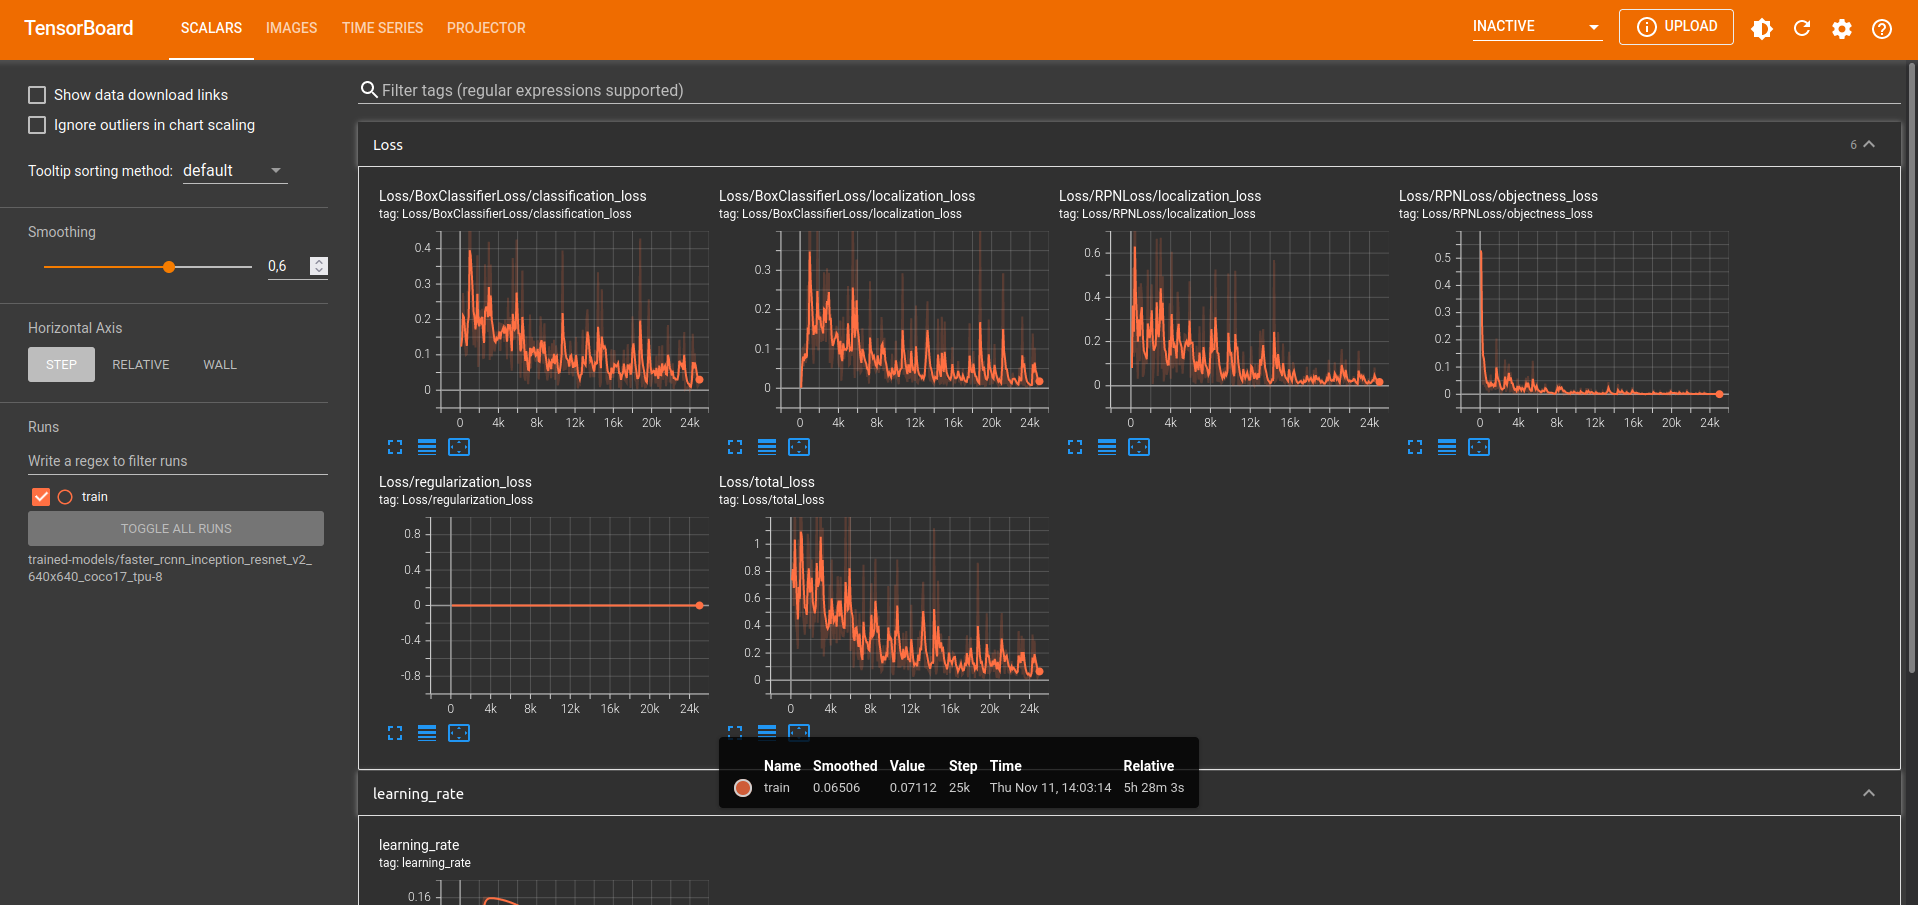 TensorBoard
SCALARS
IMAGES
TIME SERIES
PROJECTOR
INACTIVE
UPLOAD
Show data download links
Ignore outliers in chart scaling
Tooltip sorting method: default
Smoothing
0,6
Horizontal Axis
STEP
RELATIVE
WALL
Runs
Write a regex to filter runs
train
TOGGLE ALL RUNS
trained-models/faster_rcnn_inception_resnet_v2_
640x640_coco17_tpu-8
Filter tags (regular expressions supported)
Loss
6
Loss/BoxClassifierLoss/classification_loss
tag: Loss/BoxClassifierLoss/classification_loss
0.4
0.3
0.2
0.1
0
0 4k 8k 12k 16k 20k 24k
Loss/BoxClassifierLoss/localization_loss
tag: Loss/BoxClassifierLoss/localization_loss
0.3
0.2
0.1
0
0 4k 8k 12k 16k 20k 24k
Loss/RPNLoss/localization_loss
tag: Loss/RPNLoss/localization_loss
0.6
0.4
0.2
0
0 4k 8k 12k 16k 20k 24k
Loss/RPNLoss/objectness_loss
tag: Loss/RPNLoss/objectness_loss
0.5
0.4
0.3
0.2
0.1
0
0 4k 8k 12k 16k 20k 24k
Loss/regularization_loss
tag: Loss/regularization_loss
0.8
0.4
0
-0.4
-0.8
0 4k 8k 12k 16k 20k 24k
Loss/total_loss
tag: Loss/total_loss
1
0.8
0.6
0.4
0.2
0
0 4k 8k 12k 16k 20k 24k
Name Smoothed Value Step Time Relative
train 0.06506 0.07112 25k Thu Nov 11, 14:03:14 5h 28m 3s
learning_rate
learning_rate
tag: learning_rate
0.16